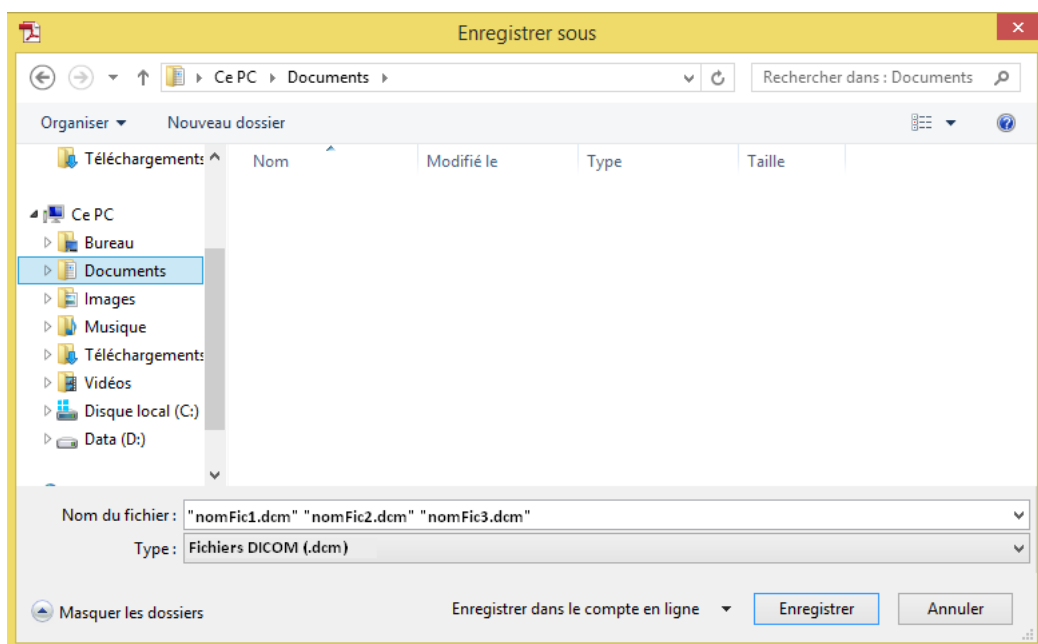 Enregistrer sous
Ce PC Documents
Rechercher dans : Documents
Organiser Nouveau dossier
Nom Modifié le Type Taille
Téléchargements
Ce PC
Bureau
Documents
Images
Musique
Téléchargements
Vidéos
Disque local (C:)
Data (D:)
Nom du fichier : "nomFic1.dcm" "nomFic2.dcm" "nomFic3.dcm"
Type : Fichiers DICOM (.dcm)
Masquer les dossiers Enregistrer dans le compte en ligne Enregistrer Annuler